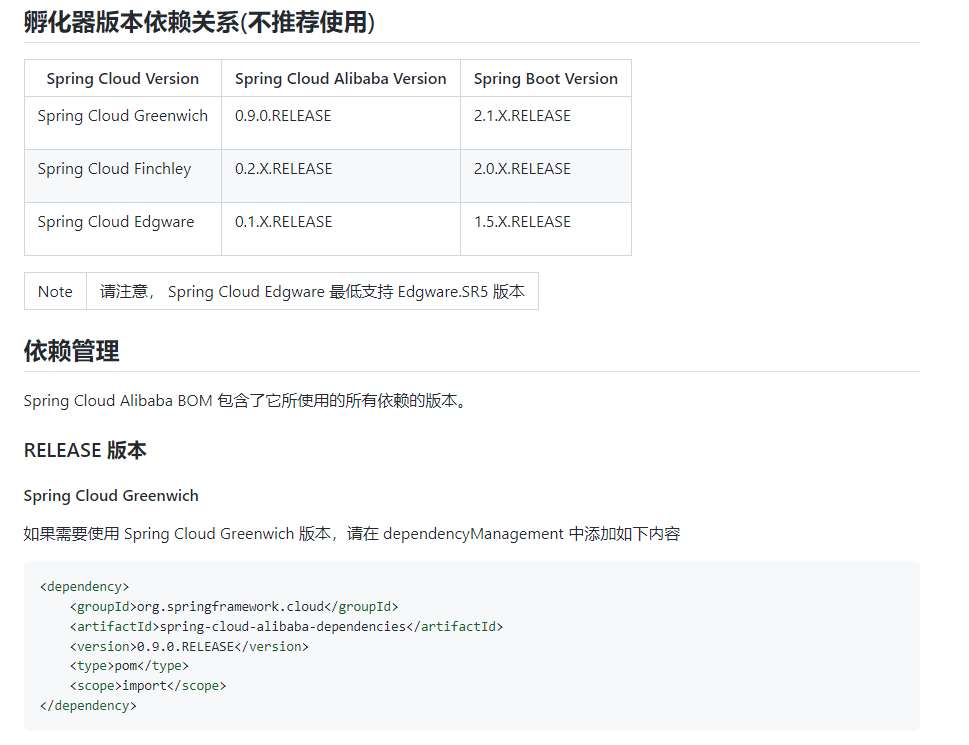 孵化器版本依赖关系(不推荐使用)
Spring Cloud Version Spring Cloud Alibaba Version Spring Boot Version
Spring Cloud Greenwich 0.9.0.RELEASE 2.1.X.RELEASE
Spring Cloud Finchley 0.2.X.RELEASE 2.0.X.RELEASE
Spring Cloud Edgware 0.1.X.RELEASE 1.5.X.RELEASE
Note 请注意， Spring Cloud Edgware 最低支持 Edgware.SR5 版本
依赖管理
Spring Cloud Alibaba BOM 包含了它所使用的所有依赖的版本。
RELEASE 版本
Spring Cloud Greenwich
如果需要使用 Spring Cloud Greenwich 版本，请在 dependencyManagement 中添加如下内容
<dependency>
    <groupId>org.springframework.cloud</groupId>
    <artifactId>spring-cloud-alibaba-dependencies</artifactId>
    <version>0.9.0.RELEASE</version>
    <type>pom</type>
    <scope>import</scope>
</dependency>